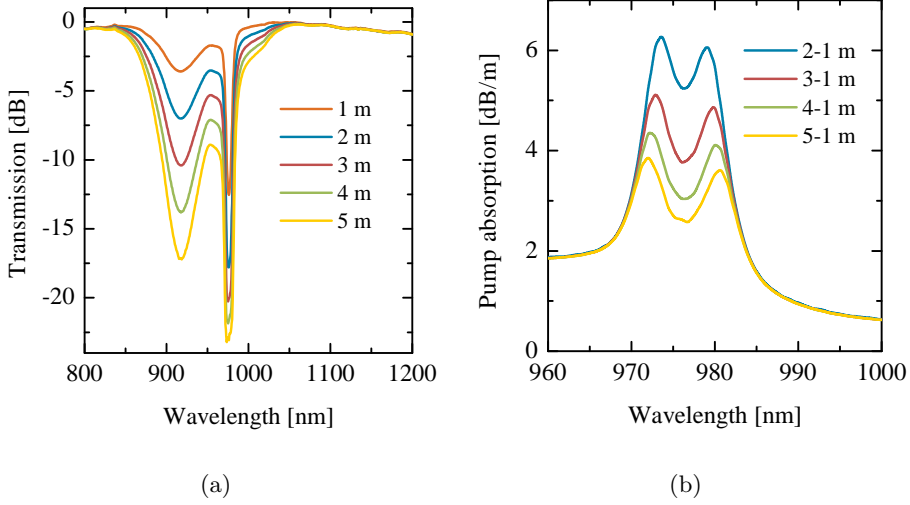 0
-5
-10
-15
-20
Transmission [dB]
1 m
2 m
3 m
4 m
5 m
800
900
1000
1100
1200
Wavelength [nm]
(a)
6
4
2
0
Pump absorption [dB/m]
2-1 m
3-1 m
4-1 m
5-1 m
960
970
980
990
1000
Wavelength [nm]
(b)